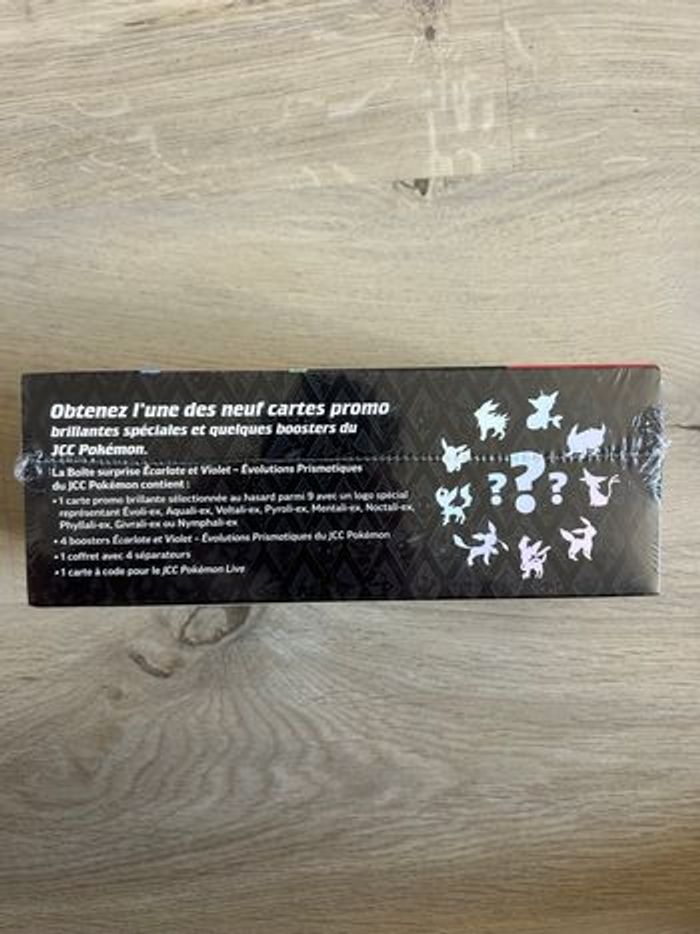 Obtenez l'une des neuf cartes promo
brillantes spéciales et quelques boosters du
JCC Pokémon.
La Boîte surprise Écarlate et Violet – Évolutions Prismatiques
du JCC Pokémon contient :
• 1 carte promo brillante sélectionnée au hasard parmi 9 avec un logo spécial
représentant Évoli-ex, Aquali-ex, Voltali-ex, Pyroli-ex, Mentali-ex, Noctali-ex,
Phyllali-ex, Givrali-ex ou Nymphali-ex
• 4 boosters Écarlate et Violet – Évolutions Prismatiques du JCC Pokémon
• 1 coffret avec 4 séparateurs
• 1 carte à code pour le JCC Pokémon Live
? ? ?